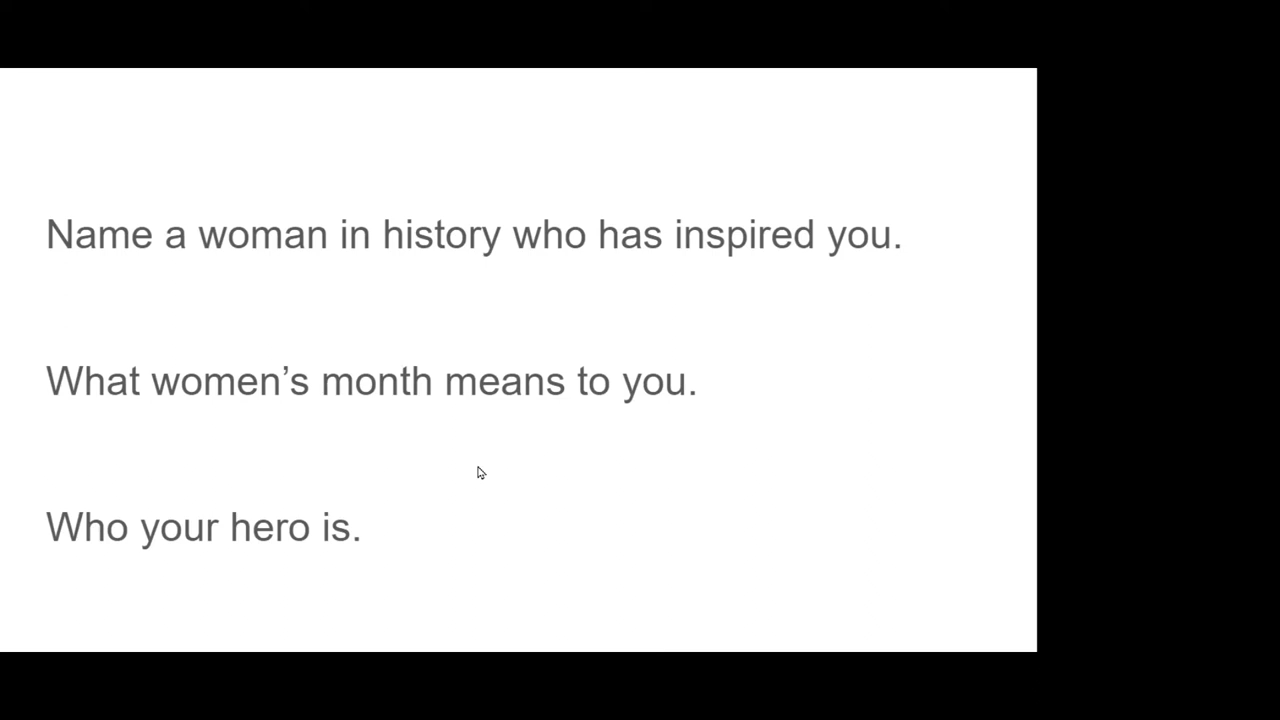 Name a woman in history who has inspired you.
What women’s month means to you.
Who your hero is.